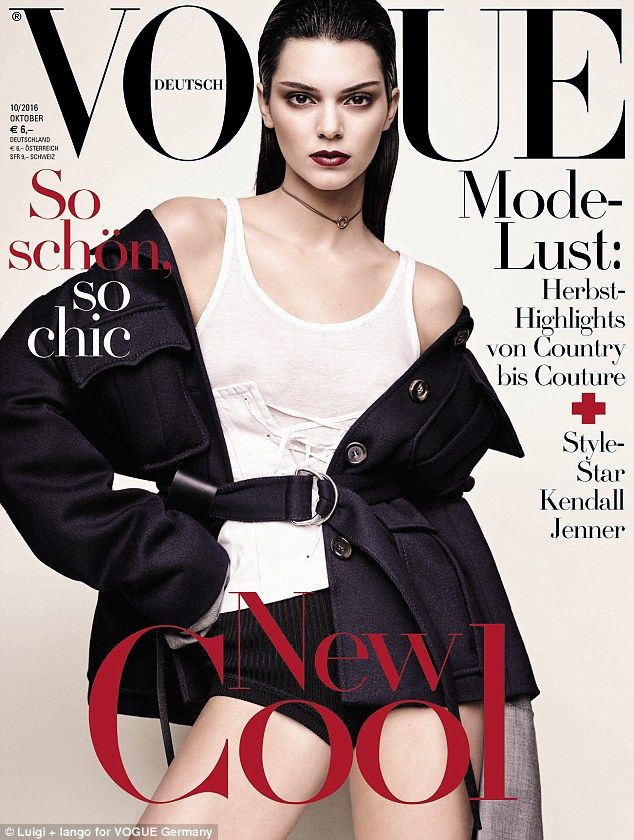 ®
VOGUE
DEUTSCH
10/2016
OKTOBER
€ 6,–
DEUTSCHLAND
€ 6,– ÖSTERREICH
SFR 9,– SCHWEIZ
So
schön,
so
chic
Mode-
Lust:
Herbst-
Highlights
von Country
bis Couture
Style-
Star
Kendall
Jenner
New
Cool
© Luigi + Iango for VOGUE Germany